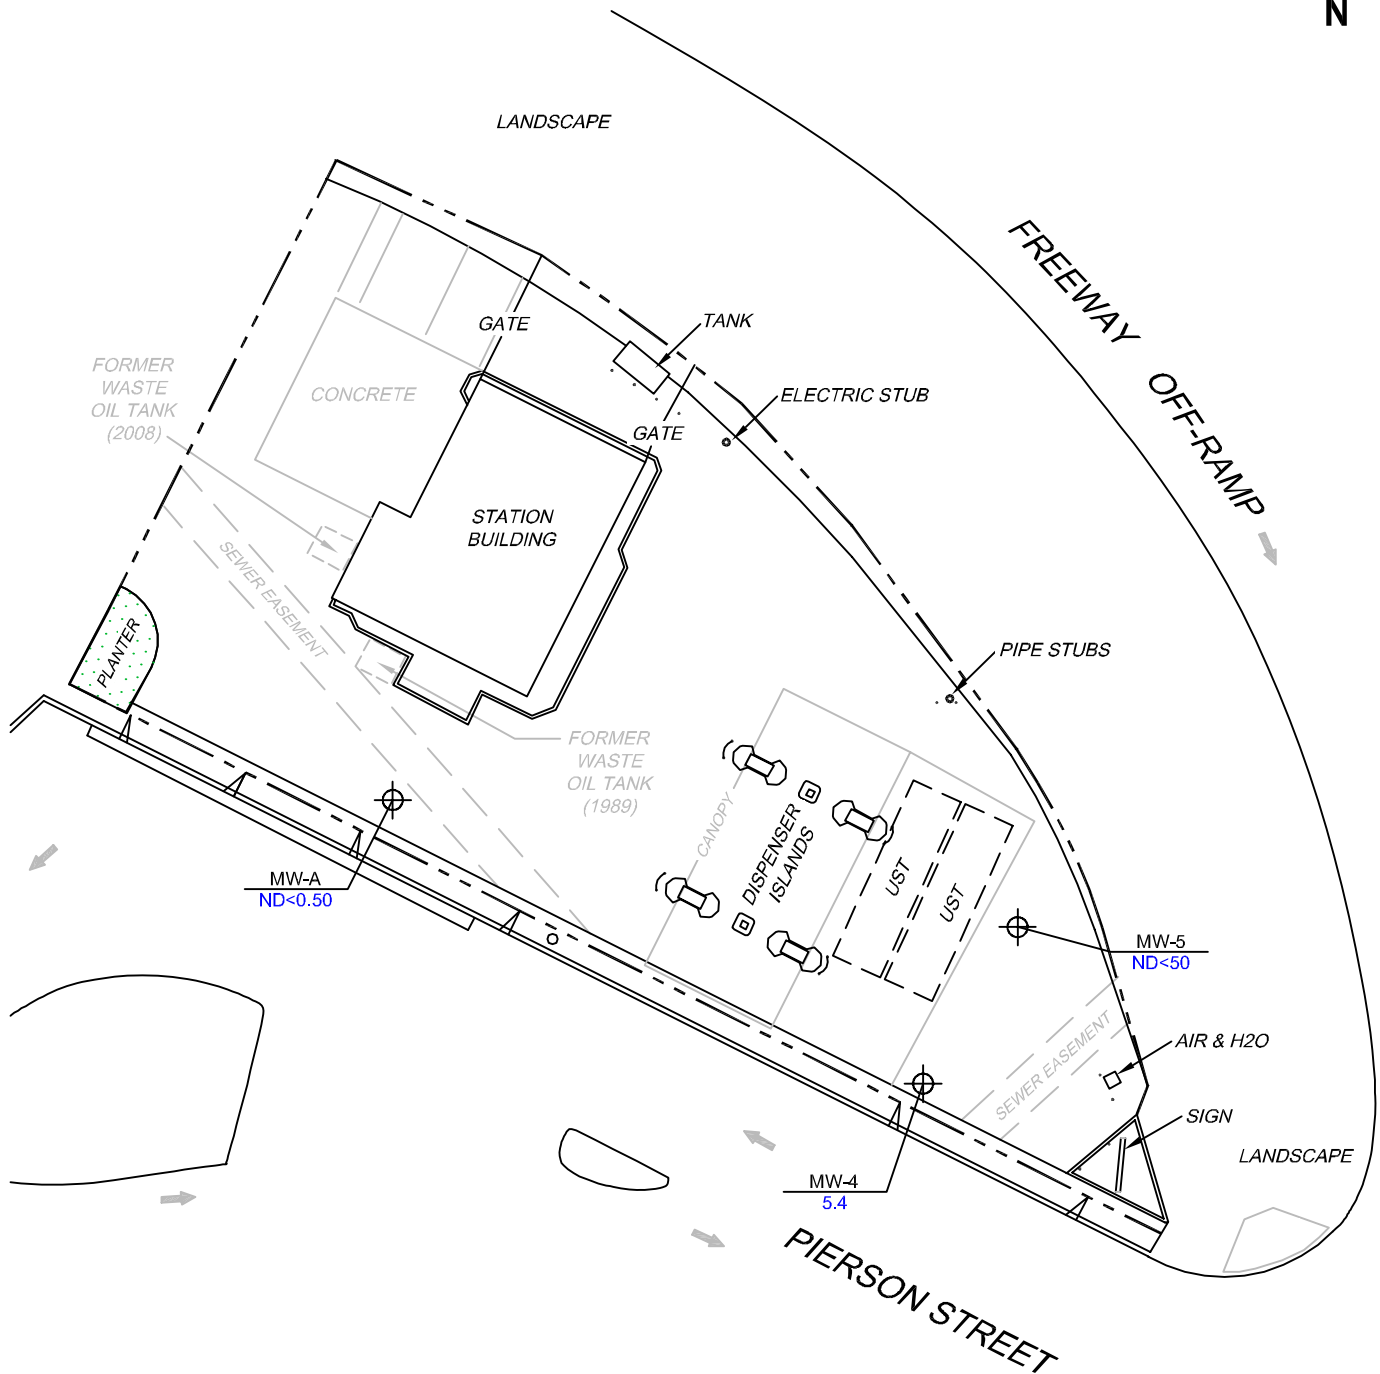 N
LANDSCAPE
FREEWAY OFF-RAMP
TANK
GATE
FORMER
WASTE
OIL TANK
(2008)
CONCRETE
ELECTRIC STUB
GATE
STATION
BUILDING
SEWER EASEMENT
PLANTER
PIPE STUBS
FORMER
WASTE
OIL TANK
(1989)
CANOPY
DISPENSER
ISLANDS
UST
UST
MW-A
ND<0.50
MW-5
ND<50
SEWER EASEMENT
AIR & H2O
SIGN
LANDSCAPE
MW-4
5.4
PIERSON STREET